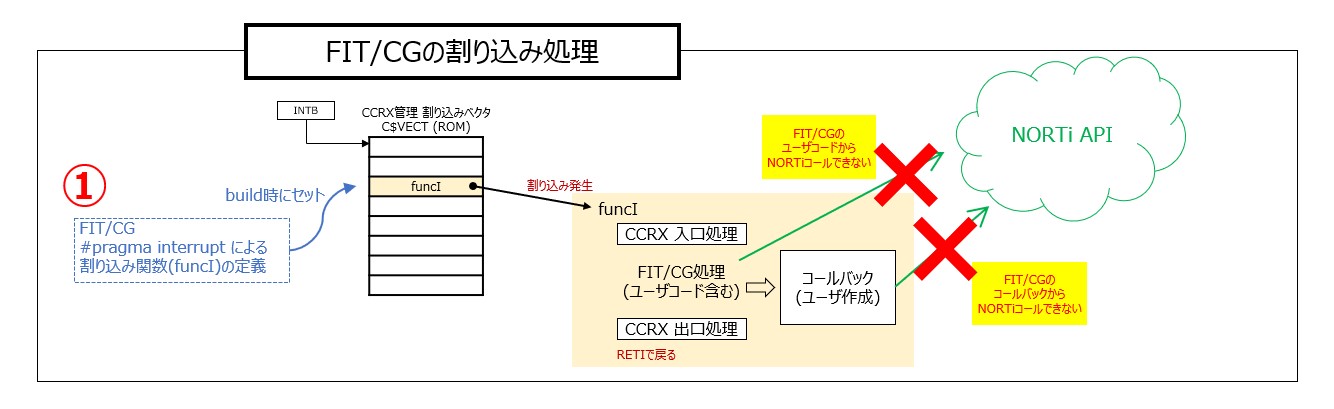 FIT/CGの割り込み処理
INTB
CCRX管理 割り込みベクタ
C$VECT (ROM)
①
build時にセット
FIT/CG
#pragma interrupt による
割り込み関数(funcI)の定義
funcI
割り込み発生
funcI
CCRX 入口処理
FIT/CG処理
(ユーザコード含む)
CCRX 出口処理
RETIで戻る
コールバック
(ユーザ作成)
FIT/CGの
ユーザコードから
NORTiコールできない
NORTi API
FIT/CGの
コールバックから
NORTiコールできない